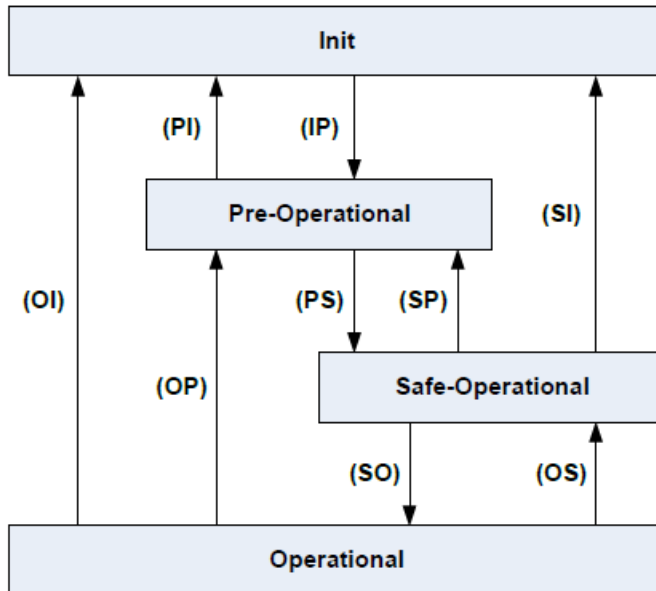 Init
(PI)
(IP)
Pre-Operational
(SI)
(OI)
(PS)
(SP)
(OP)
Safe-Operational
(SO)
(OS)
Operational